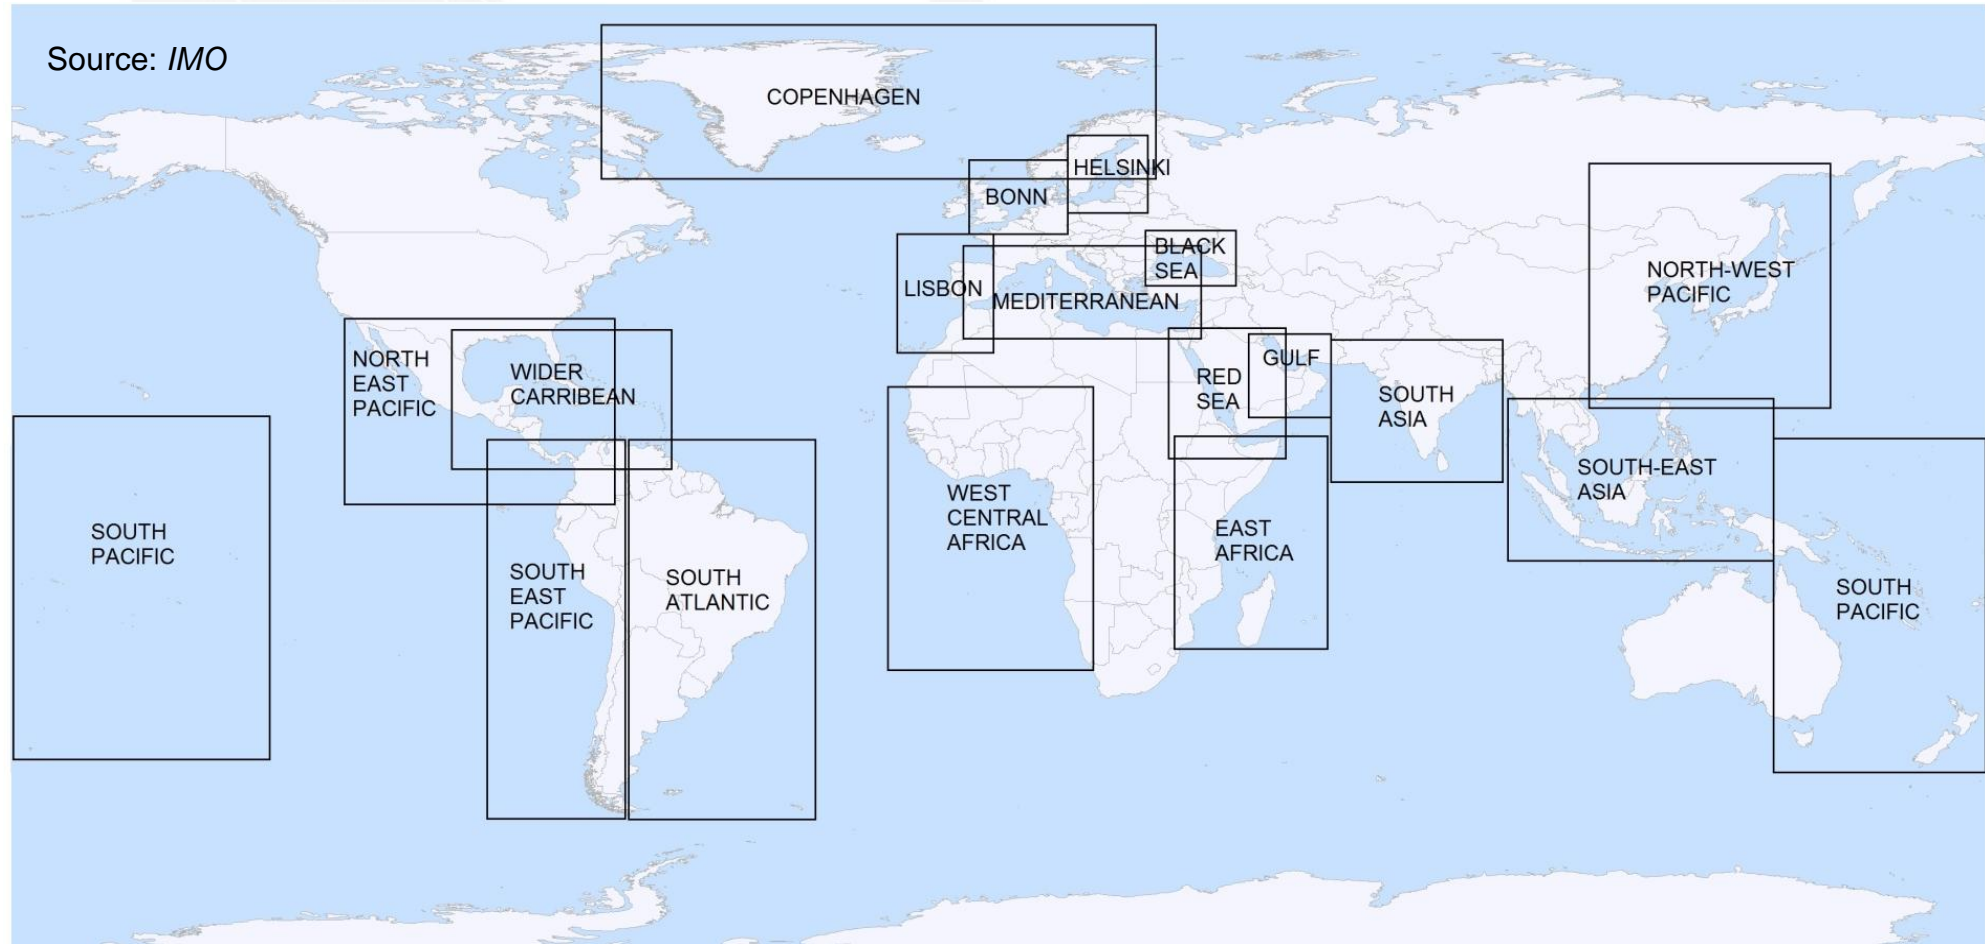 Source: IMO
COPENHAGEN
HELSINKI
BONN
BLACK
SEA
LISBON
MEDITERRANEAN
NORTH-WEST
PACIFIC
NORTH
EAST
PACIFIC
WIDER
CARRIBEAN
RED
SEA
GULF
SOUTH
ASIA
SOUTH-EAST
ASIA
WEST
CENTRAL
AFRICA
EAST
AFRICA
SOUTH
PACIFIC
SOUTH
EAST
PACIFIC
SOUTH
ATLANTIC
SOUTH
PACIFIC